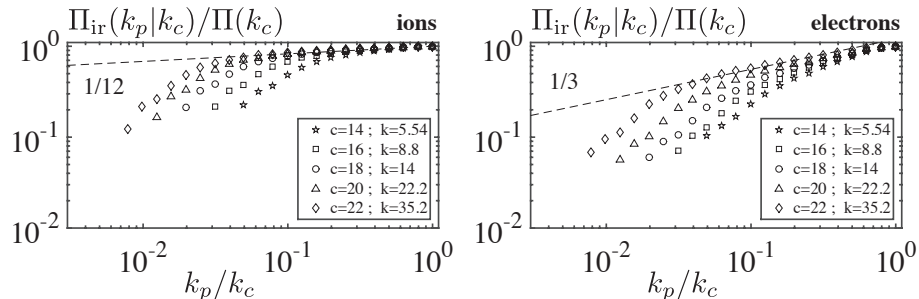 Π_ir(k_p|k_c)/Π(k_c) ions
10^0
10^-1
10^-2
1/12
c=14 ; k=5.54
c=16 ; k=8.8
c=18 ; k=14
c=20 ; k=22.2
c=22 ; k=35.2
10^-2 10^-1 10^0
k_p/k_c
Π_ir(k_p|k_c)/Π(k_c) electrons
10^0
10^-1
10^-2
1/3
c=14 ; k=5.54
c=16 ; k=8.8
c=18 ; k=14
c=20 ; k=22.2
c=22 ; k=35.2
10^-2 10^-1 10^0
k_p/k_c